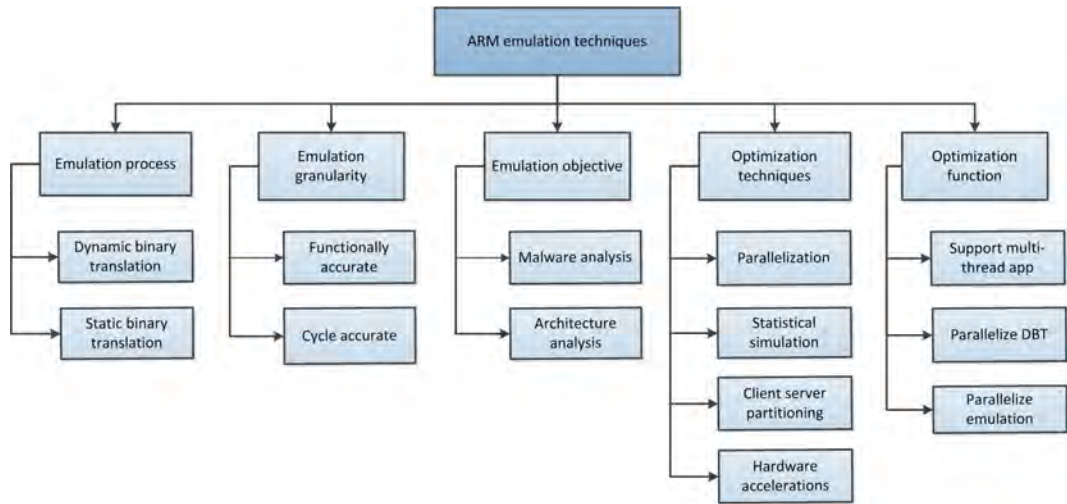 ARM emulation techniques
Emulation process
Dynamic binary
translation
Static binary
translation
Emulation
granularity
Functionally
accurate
Cycle accurate
Emulation objective
Malware analysis
Architecture
analysis
Optimization
techniques
Parallelization
Statistical
simulation
Client server
partitioning
Hardware
accelerations
Optimization
function
Support multi-
thread app
Parallelize DBT
Parallelize
emulation